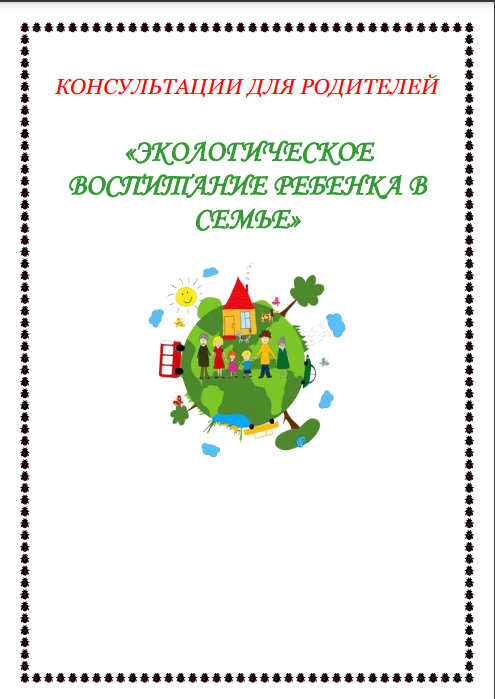 КОНСУЛЬТАЦИИ ДЛЯ РОДИТЕЛЕЙ
«ЭКОЛОГИЧЕСКОЕ
ВОСПИТАНИЕ РЕБЕНКА В
СЕМЬЕ»